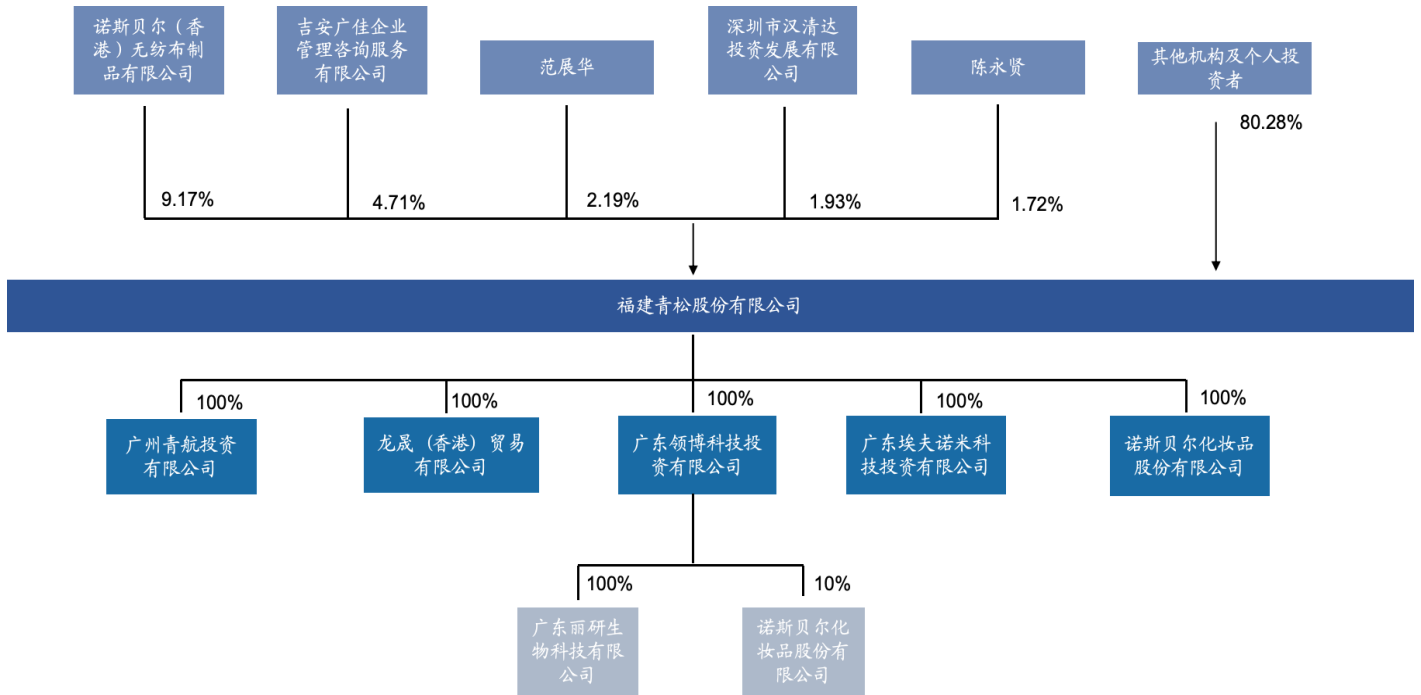 诺斯贝尔（香
港）无纺布制
品有限公司
吉安广佳企业
管理咨询服务
有限公司
范展华
深圳市汉清达
投资发展有限
公司
陈永贤
其他机构及个人投
资者
9.17%
4.71%
2.19%
1.93%
1.72%
80.28%
福建青松股份有限公司
100%
100%
100%
100%
100%
广州青航投资
有限公司
龙晟（香港）贸易
有限公司
广东领博科技投
资有限公司
广东埃夫诺米科
技投资有限公司
诺斯贝尔化妆品
股份有限公司
100%
10%
广东丽研生
物科技有限
公司
诺斯贝尔化
妆品股份有
限公司